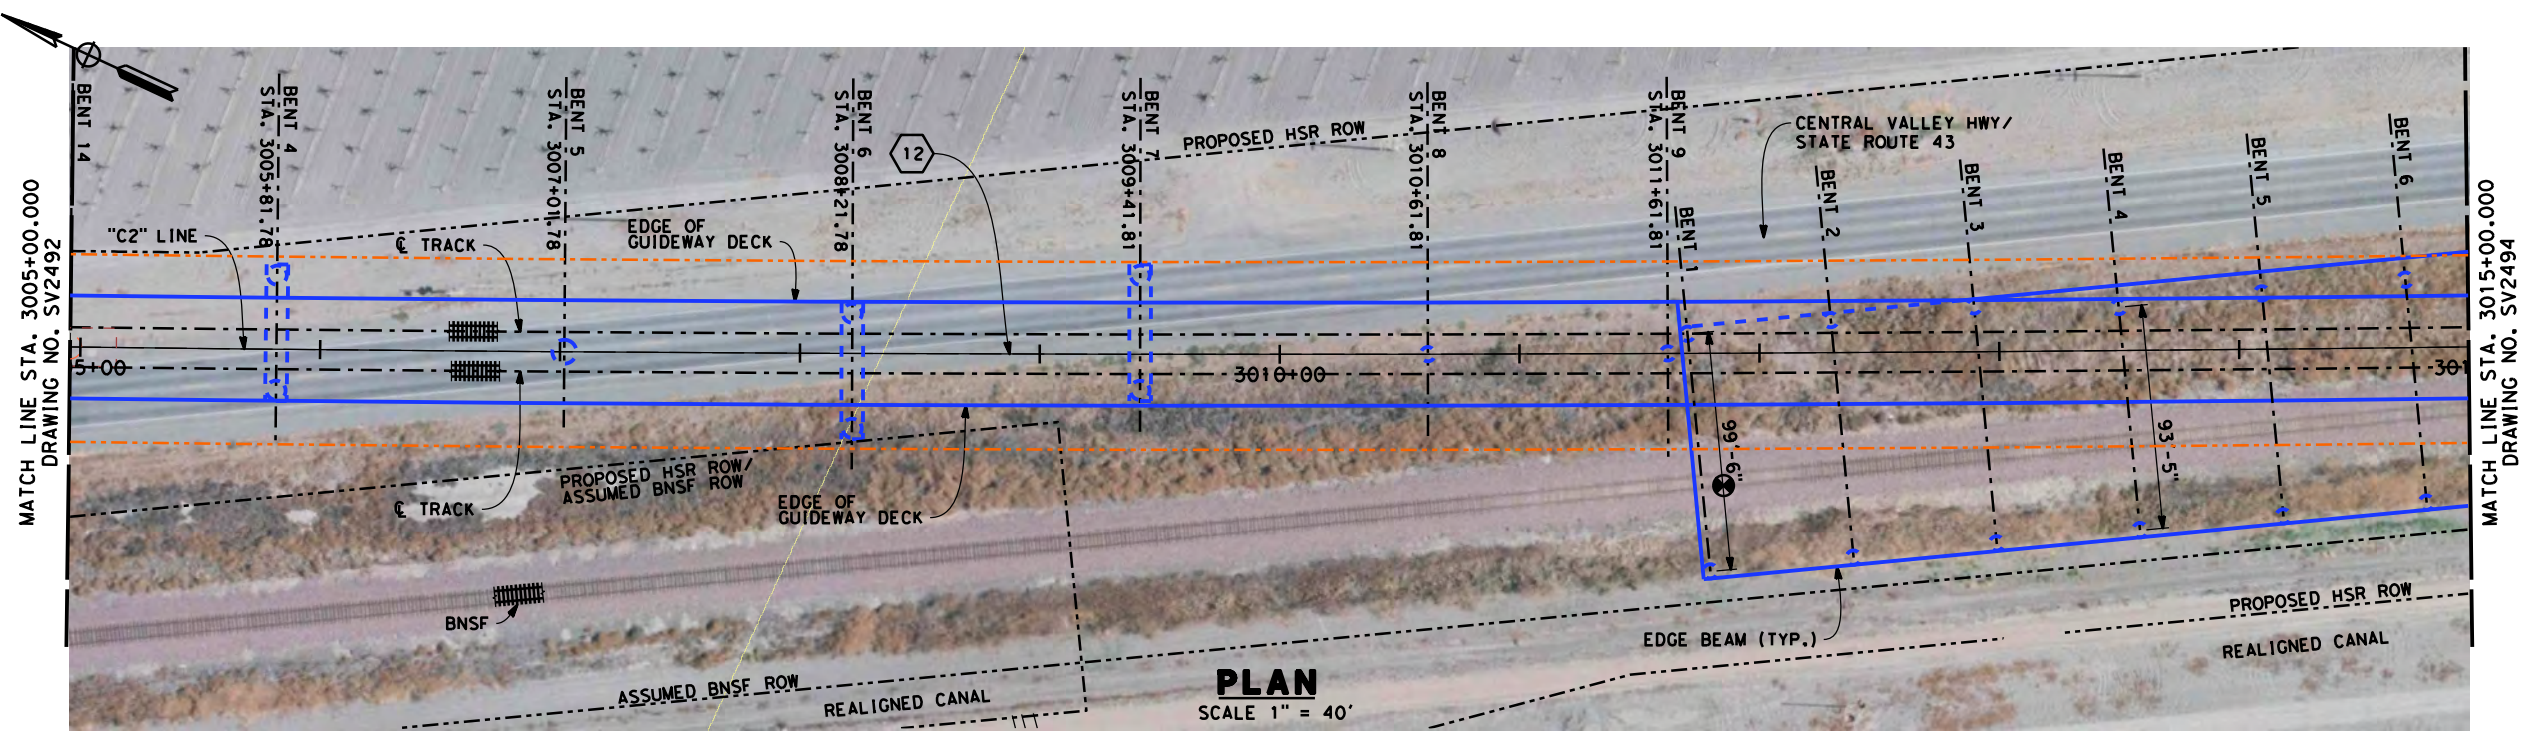 MATCH LINE STA. 3005+00.000
DRAWING NO. SV2492
BENT 14
BENT 4
STA. 3005+81.78
BENT 5
STA. 3007+01.78
BENT 6
STA. 3008+21.78
12
BENT 7
STA. 3009+41.81
PROPOSED HSR ROW
BENT 8
STA. 3010+61.81
BENT 9
STA. 3011+61.81
BENT 1
CENTRAL VALLEY HWY/
STATE ROUTE 43
BENT 2
BENT 3
BENT 4
BENT 5
BENT 6
MATCH LINE STA. 3015+00.000
DRAWING NO. SV2494
"C2" LINE
℄ TRACK
EDGE OF
GUIDEWAY DECK
5+00
3010+00
301
99'-6"
93'-5"
PROPOSED HSR ROW/
ASSUMED BNSF ROW
℄ TRACK
EDGE OF
GUIDEWAY DECK
BNSF
EDGE BEAM (TYP.)
PROPOSED HSR ROW
REALIGNED CANAL
ASSUMED BNSF ROW
REALIGNED CANAL
PLAN
SCALE 1" = 40'